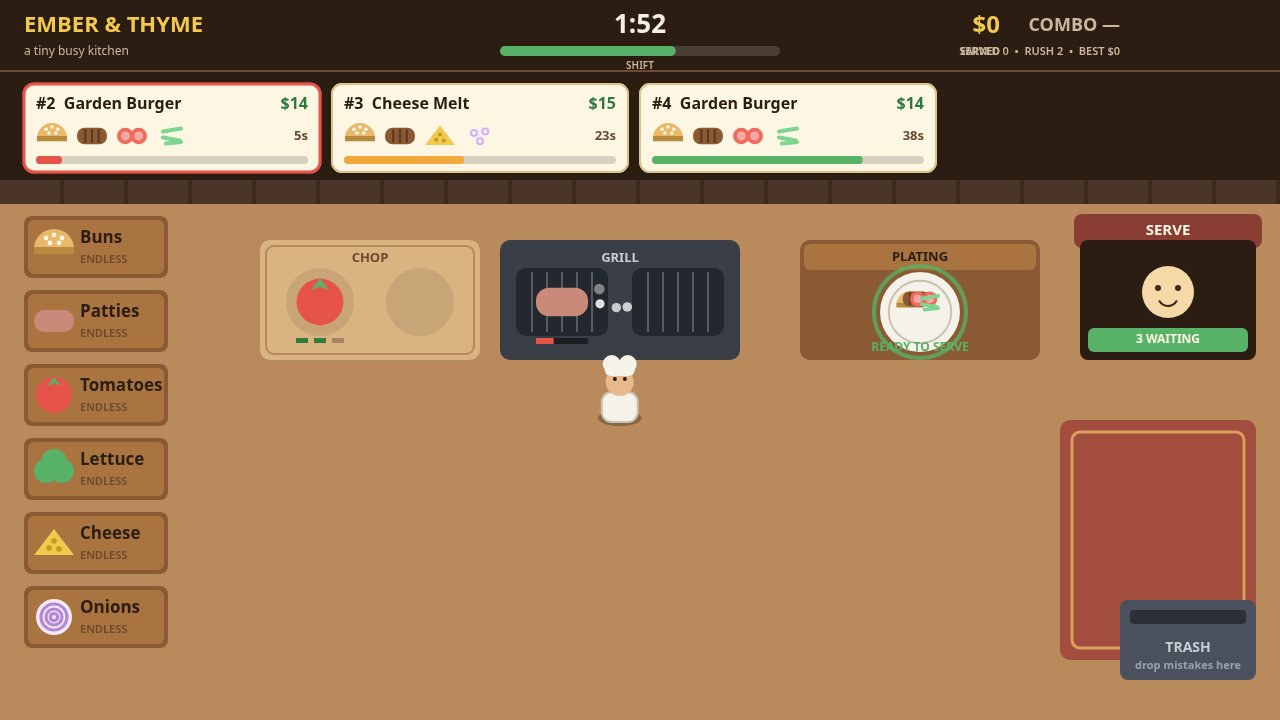 EMBER & THYME
a tiny busy kitchen
1:52
SHIFT
$0
COMBO —
0 • RUSH 2 • BEST $0
#2 Garden Burger $14
5s
#3 Cheese Melt $15
23s
#4 Garden Burger $14
38s
Buns
ENDLESS
Patties
ENDLESS
Tomatoes
ENDLESS
Lettuce
ENDLESS
Cheese
ENDLESS
Onions
ENDLESS
CHOP
GRILL
PLATING
READY TO SERVE
SERVE
3 WAITING
TRASH
drop mistakes here